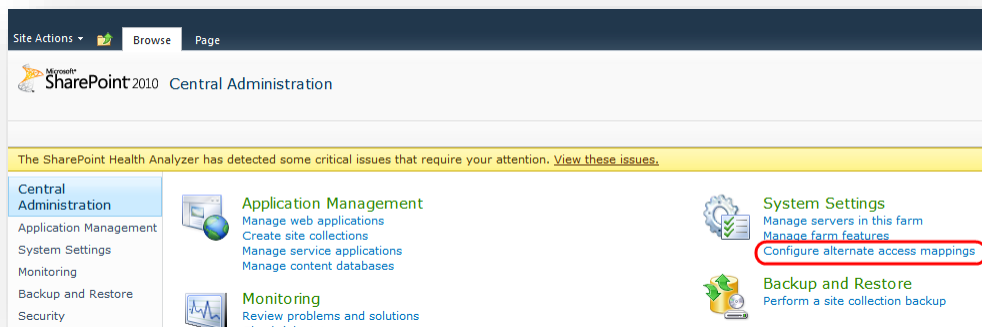 Site Actions
Browse
Page
Microsoft
SharePoint 2010
Central Administration
The SharePoint Health Analyzer has detected some critical issues that require your attention. View these issues.
Central
Administration
Application Management
System Settings
Monitoring
Backup and Restore
Security
Application Management
Manage web applications
Create site collections
Manage service applications
Manage content databases
Monitoring
Review problems and solutions
System Settings
Manage servers in this farm
Manage farm features
Configure alternate access mappings
Backup and Restore
Perform a site collection backup